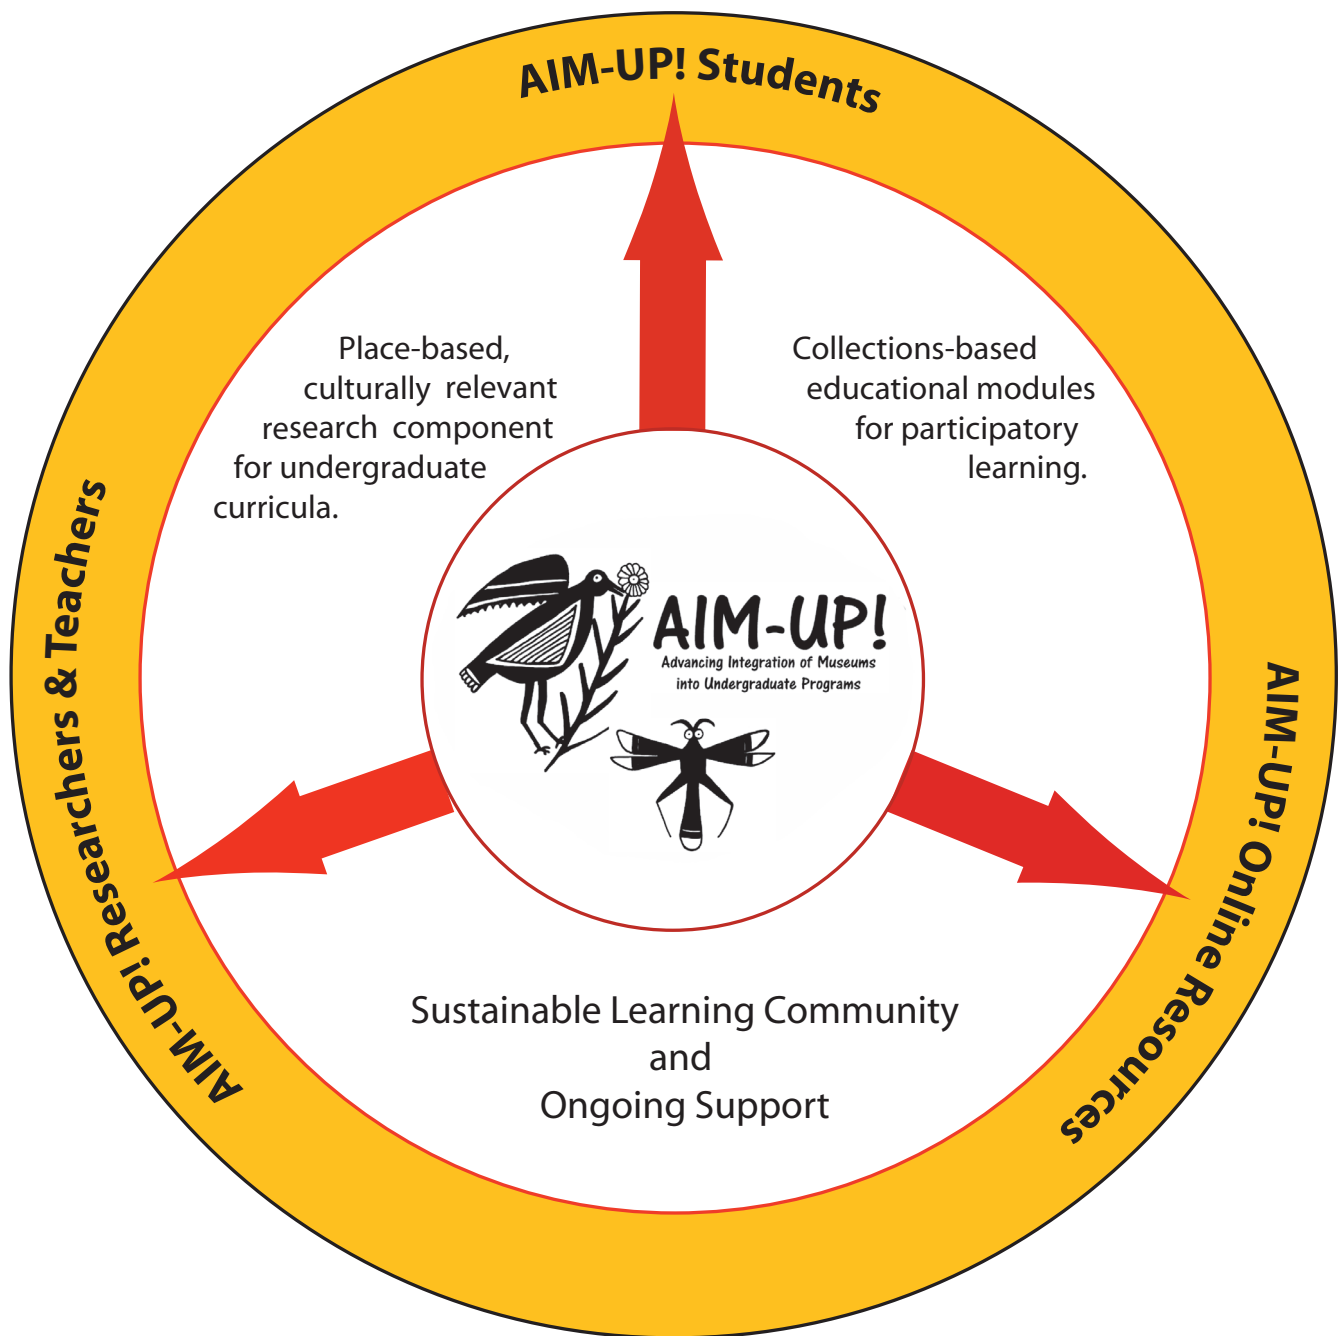 AIM-UP! Students
Place-based,
culturally relevant
research component
for undergraduate
curricula.
Collections-based
educational modules
for participatory
learning.
AIM-UP! Researchers & Teachers
AIM-UP!
Advancing Integration of Museums
into Undergraduate Programs
AIM-UP! Online Resources
Sustainable Learning Community
and
Ongoing Support